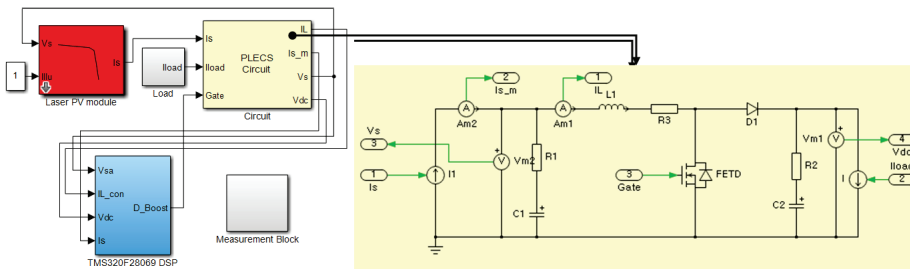 Vs
Is
1
Illu
Laser PV module
Iload
Load
Is
IL
PLECS
Circuit
Is_m
Iload
Vs
Gate
Vdc
Circuit
Vsa
IL_con
D_Boost
Vdc
Is
TMS320F28069 DSP
Measurement Block
2
Is_m
1
IL
L1
A
Am2
A
Am1
R3
D1
Vs
3
V
Vm2
R1
Vm1
V
4
Vdc
1
Is
I1
3
Gate
FETD
R2
I
Iload
2
C1
C2